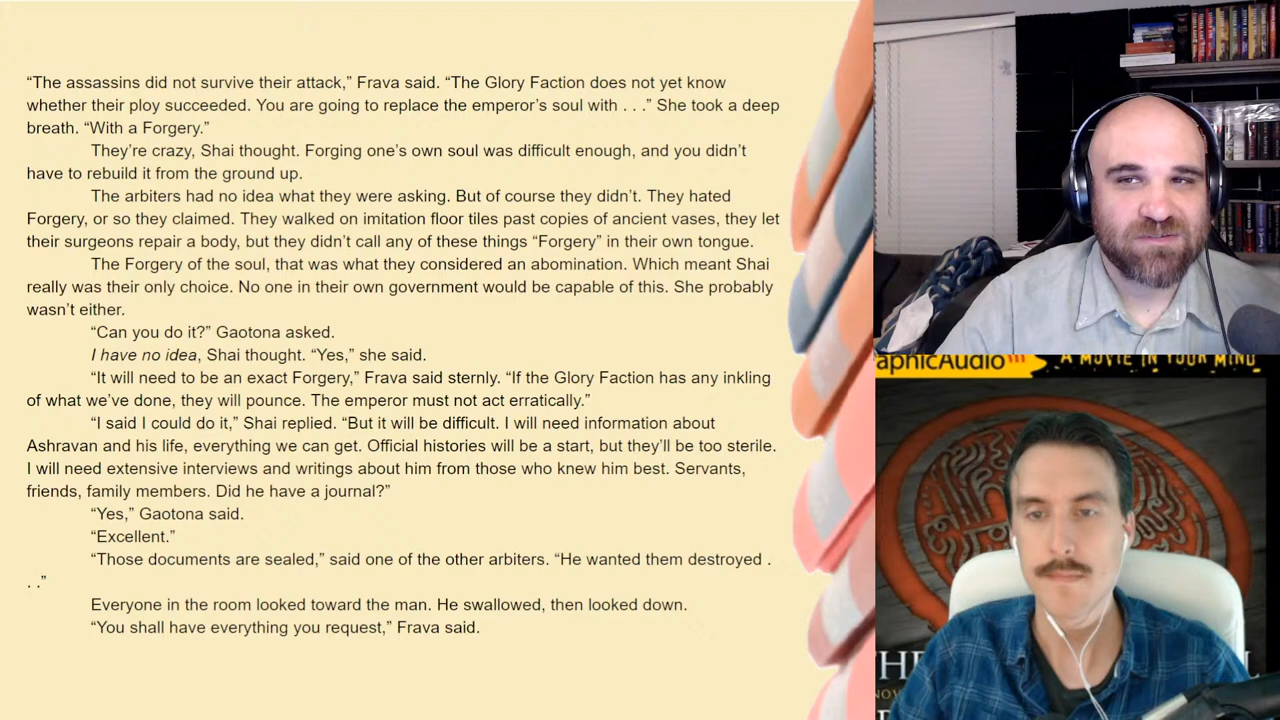 “The assassins did not survive their attack,” Frava said. “The Glory Faction does not yet know
whether their ploy succeeded. You are going to replace the emperor’s soul with . . .” She took a deep
breath. “With a Forgery.”
They’re crazy, Shai thought. Forging one’s own soul was difficult enough, and you didn’t
have to rebuild it from the ground up.
The arbiters had no idea what they were asking. But of course they didn’t. They hated
Forgery, or so they claimed. They walked on imitation floor tiles past copies of ancient vases, they let
their surgeons repair a body, but they didn’t call any of these things “Forgery” in their own tongue.
The Forgery of the soul, that was what they considered an abomination. Which meant Shai
really was their only choice. No one in their own government would be capable of this. She probably
wasn’t either.
“Can you do it?” Gaotona asked.
I have no idea, Shai thought. “Yes,” she said.
“It will need to be an exact Forgery,” Frava said sternly. “If the Glory Faction has any inkling
of what we’ve done, they will pounce. The emperor must not act erratically.”
“I said I could do it,” Shai replied. “But it will be difficult. I will need information about
Ashravan and his life, everything we can get. Official histories will be a start, but they’ll be too sterile.
I will need extensive interviews and writings about him from those who knew him best. Servants,
friends, family members. Did he have a journal?”
“Yes,” Gaotona said.
“Excellent.”
“Those documents are sealed,” said one of the other arbiters. “He wanted them destroyed .
. .”
Everyone in the room looked toward the man. He swallowed, then looked down.
“You shall have everything you request,” Frava said.
aphicAudio
A MOVIE IN YOUR MIND